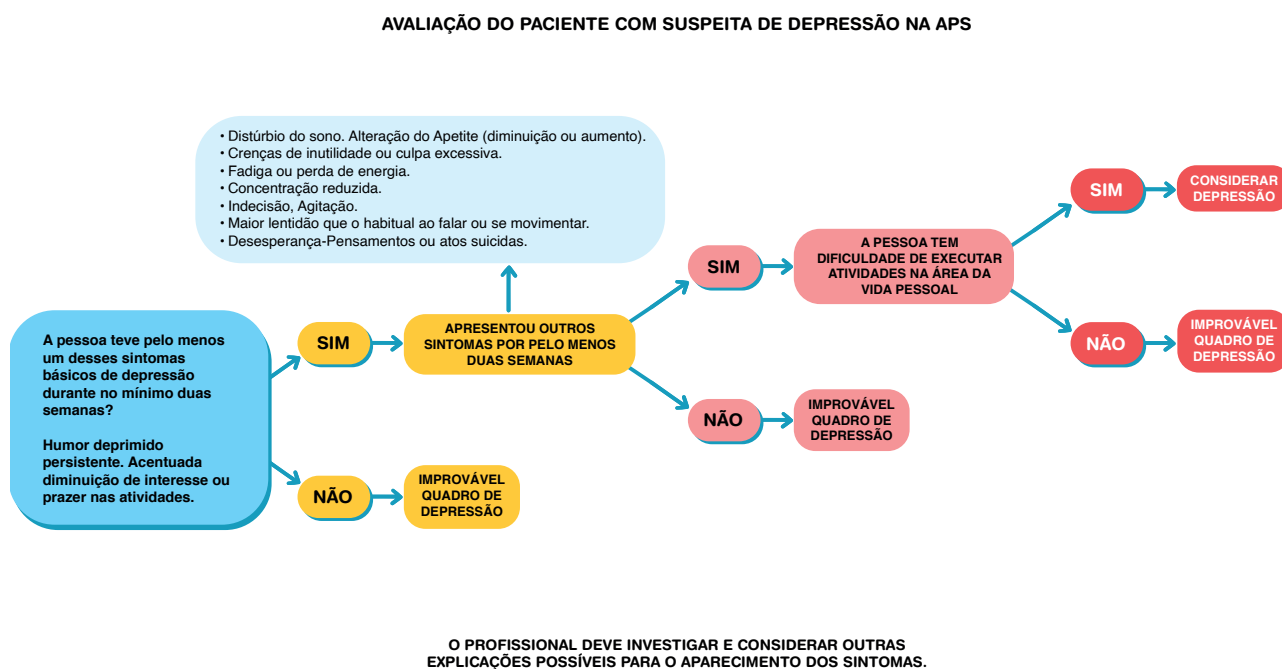 AVALIAÇÃO DO PACIENTE COM SUSPEITA DE DEPRESSÃO NA APS
A pessoa teve pelo menos
um desses sintomas
básicos de depressão
durante no mínimo duas
semanas?
Humor deprimido
persistente. Acentuada
diminuição de interesse ou
prazer nas atividades.
SIM
APRESENTOU OUTROS
SINTOMAS POR PELO MENOS
DUAS SEMANAS
• Distúrbio do sono. Alteração do Apetite (diminuição ou aumento).
• Crenças de inutilidade ou culpa excessiva.
• Fadiga ou perda de energia.
• Concentração reduzida.
• Indecisão, Agitação.
• Maior lentidão que o habitual ao falar ou se movimentar.
• Desesperança-Pensamentos ou atos suicidas.
SIM
A PESSOA TEM
DIFICULDADE DE EXECUTAR
ATIVIDADES NA ÁREA DA
VIDA PESSOAL
SIM
CONSIDERAR
DEPRESSÃO
NÃO
IMPROVÁVEL
QUADRO DE
DEPRESSÃO
NÃO
IMPROVÁVEL
QUADRO DE
DEPRESSÃO
NÃO
IMPROVÁVEL
QUADRO DE
DEPRESSÃO
O PROFISSIONAL DEVE INVESTIGAR E CONSIDERAR OUTRAS
EXPLICAÇÕES POSSÍVEIS PARA O APARECIMENTO DOS SINTOMAS.